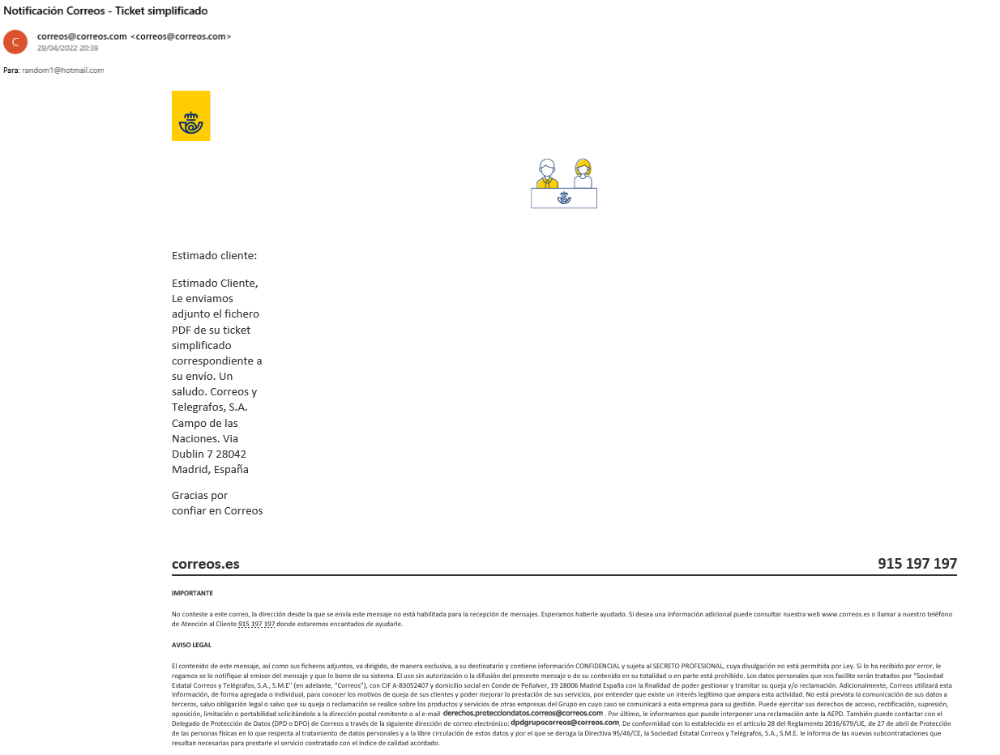 Notificación Correos - Ticket simplificado
C
correos@correos.com <correos@correos.com>
29/04/2022 20:39
Para: random1@hotmail.com
Estimado cliente:
Estimado Cliente,
Le enviamos
adjunto el fichero
PDF de su ticket
simplificado
correspondiente a
su envío. Un
saludo. Correos y
Telegrafos, S.A.
Campo de las
Naciones. Via
Dublin 7 28042
Madrid, España
Gracias por
confiar en Correos
correos.es
915 197 197
IMPORTANTE
No conteste a este correo, la dirección desde la que se envía este mensaje no está habilitada para la recepción de mensajes. Esperamos haberle ayudado. Si desea una información adicional puede consultar nuestra web www.correos.es o llamar a nuestro teléfono
de Atención al Cliente 915 197 197 donde estaremos encantados de ayudarle.
AVISO LEGAL
El contenido de este mensaje, así como sus ficheros adjuntos, va dirigido, de manera exclusiva, a su destinatario y contiene información CONFIDENCIAL y sujeta al SECRETO PROFESIONAL, cuya divulgación no está permitida por Ley. Si lo ha recibido por error, le
rogamos se lo notifique al emisor del mensaje y que lo borre de su sistema. El uso sin autorización o la difusión del presente mensaje o de su contenido en su totalidad o en parte está prohibido. Los datos personales que nos facilite serán tratados por "Sociedad
Estatal Correos y Telégrafos, S.A., S.M.E" (en adelante, "Correos"), con CIF A-83052407 y domicilio social en Conde de Peñalver, 19 28006 Madrid España con la finalidad de poder gestionar y tramitar su queja y/o reclamación. Adicionalmente, Correos utilizará esta
información, de forma agregada o individual, para conocer los motivos de queja de sus clientes y poder mejorar la prestación de sus servicios, por entender que existe un interés legítimo que ampara esta actividad. No está prevista la comunicación de sus datos a
terceros, salvo obligación legal o salvo que su queja o reclamación se realice sobre los productos y servicios de otras empresas del Grupo en cuyo caso se comunicará a esta empresa para su gestión. Puede ejercitar sus derechos de acceso, rectificación, supresión,
oposición, limitación o portabilidad solicitándolo a la dirección postal remitente o al e-mail derechos.protecciondatos.correos@correos.com . Por último, le informamos que puede interponer una reclamación ante la AEPD. También puede contactar con el
Delegado de Protección de Datos (DPD o DPO) de Correos a través de la siguiente dirección de correo electrónico: dpdgrupocorreos@correos.com. De conformidad con lo establecido en el artículo 28 del Reglamento 2016/679/UE, de 27 de abril de Protección
de las personas físicas en lo que respecta al tratamiento de datos personales y a la libre circulación de estos datos y por el que se deroga la Directiva 95/46/CE, la Sociedad Estatal Correos y Telégrafos, S.A., S.M.E. le informa de las nuevas subcontrataciones que
resultan necesarias para prestarle el servicio contratado con el índice de calidad acordado.